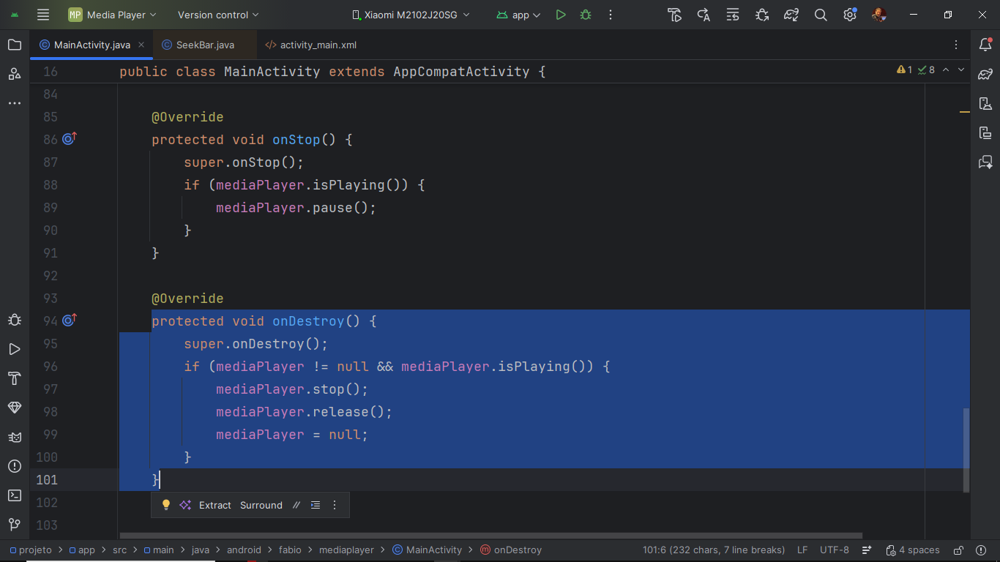 MP Media Player Version control Xiaomi M2102J20SG app
MainActivity.java SeekBar.java activity_main.xml
16 public class MainActivity extends AppCompatActivity { 1 8
84
85 @Override
86 protected void onStop() {
87 super.onStop();
88 if (mediaPlayer.isPlaying()) {
89 mediaPlayer.pause();
90 }
91 }
92
93 @Override
94 protected void onDestroy() {
95 super.onDestroy();
96 if (mediaPlayer != null && mediaPlayer.isPlaying()) {
97 mediaPlayer.stop();
98 mediaPlayer.release();
99 mediaPlayer = null;
100 }
101 }
102 Extract Surround //
103
projeto > app > src > main > java > android > fabio > mediaplayer > MainActivity > onDestroy 101:6 (232 chars, 7 line breaks) LF UTF-8 4 spaces